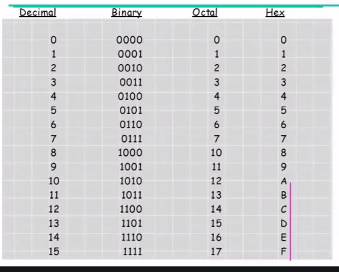 Decimal Binary Octal Hex
0 0000 0 0
1 0001 1 1
2 0010 2 2
3 0011 3 3
4 0100 4 4
5 0101 5 5
6 0110 6 6
7 0111 7 7
8 1000 10 8
9 1001 11 9
10 1010 12 A
11 1011 13 B
12 1100 14 C
13 1101 15 D
14 1110 16 E
15 1111 17 F